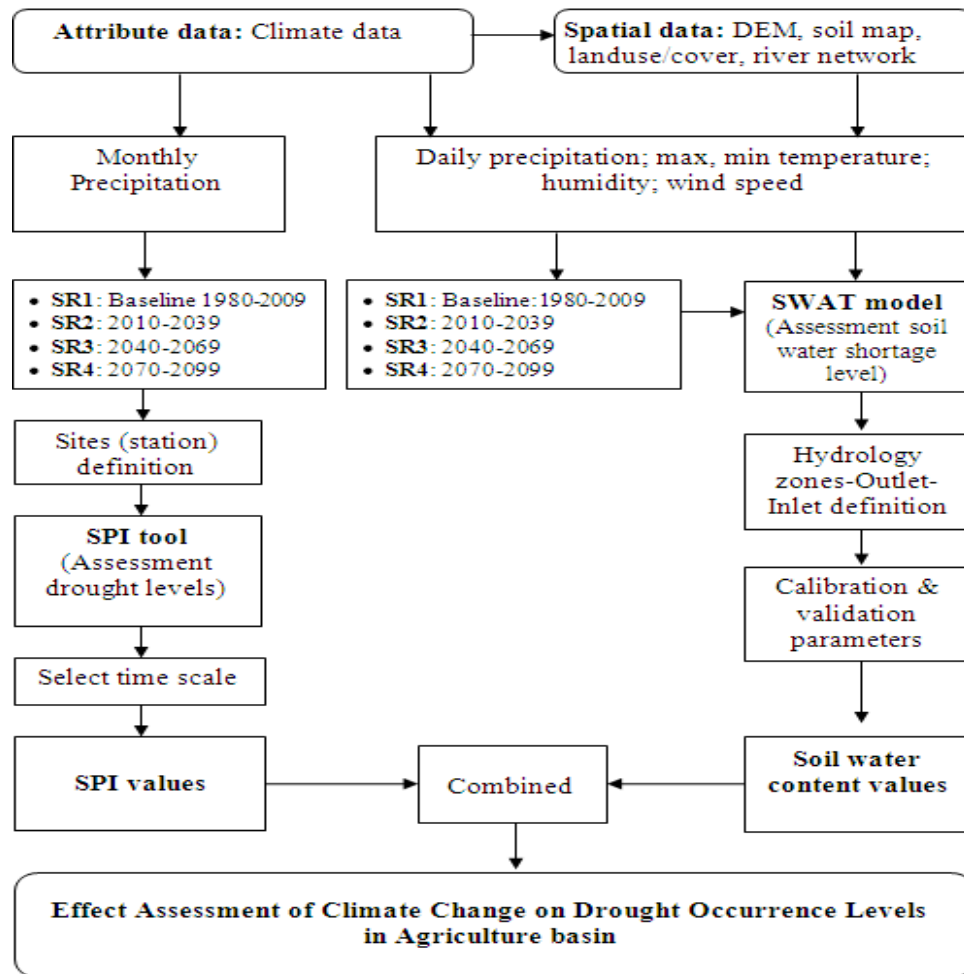 Attribute data: Climate data
Spatial data: DEM, soil map,
landuse/cover, river network
Monthly
Precipitation
Daily precipitation; max, min temperature;
humidity; wind speed
• SR1: Baseline 1980-2009
• SR2: 2010-2039
• SR3: 2040-2069
• SR4: 2070-2099
• SR1: Baseline:1980-2009
• SR2: 2010-2039
• SR3: 2040-2069
• SR4: 2070-2099
SWAT model
(Assessment soil
water shortage
level)
Sites (station)
definition
Hydrology
zones-Outlet-
Inlet definition
SPI tool
(Assessment
drought levels)
Calibration &
validation
parameters
Select time scale
SPI values
Combined
Soil water
content values
Effect Assessment of Climate Change on Drought Occurrence Levels
in Agriculture basin